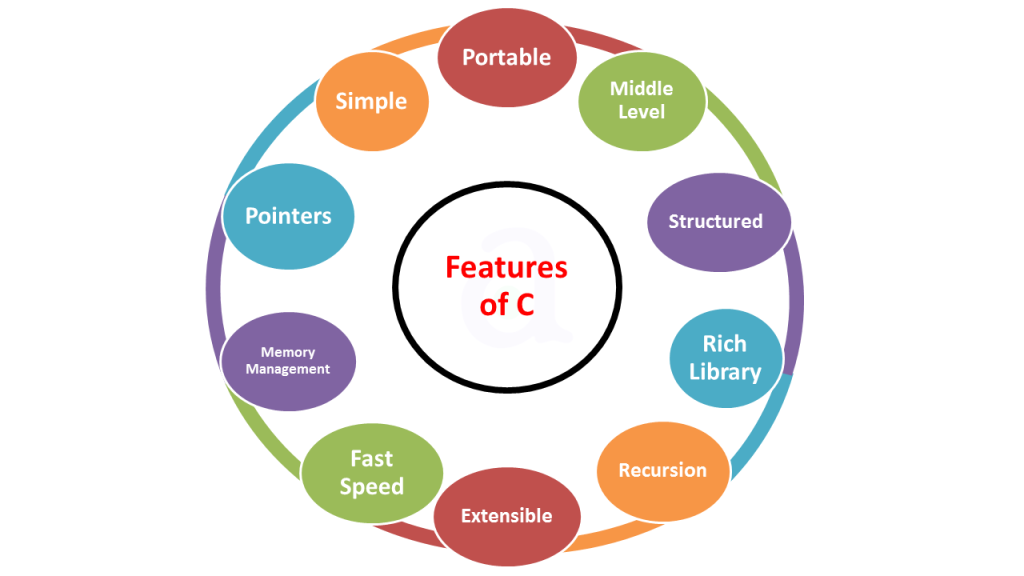 Portable
Middle
Level
Simple
Pointers
Structured
Features
of C
Rich
Library
Memory
Management
Fast
Speed
Recursion
Extensible
a